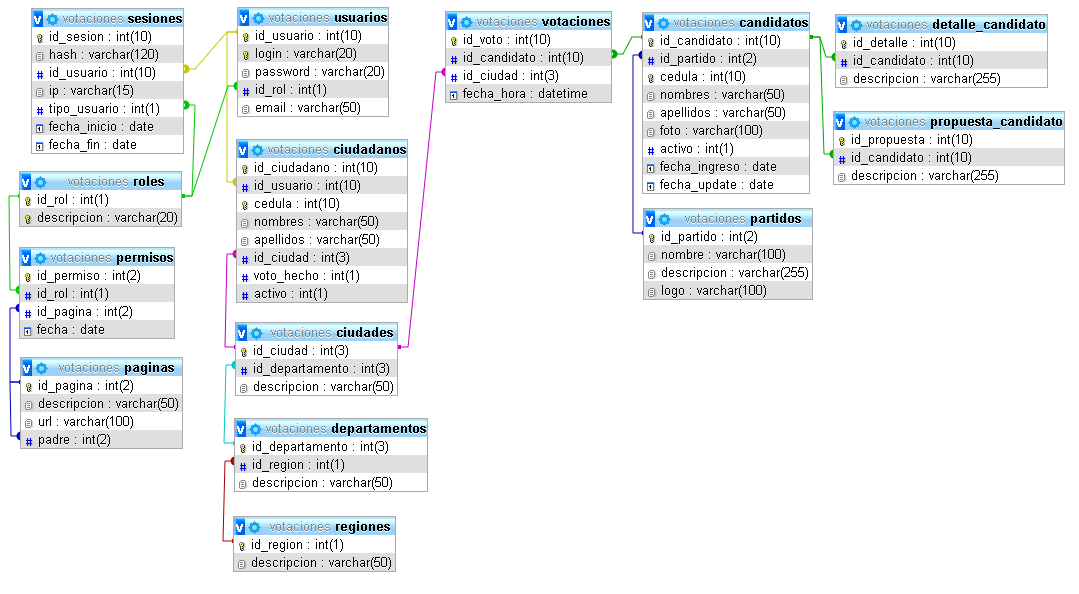 votaciones sesiones
id_sesion : int(10)
hash : varchar(120)
id_usuario : int(10)
ip : varchar(15)
tipo_usuario : int(1)
fecha_inicio : date
fecha_fin : date
votaciones roles
id_rol : int(1)
descripcion : varchar(20)
votaciones permisos
id_permiso : int(2)
id_rol : int(1)
id_pagina : int(2)
fecha : date
votaciones paginas
id_pagina : int(2)
descripcion : varchar(50)
url : varchar(100)
padre : int(2)
votaciones usuarios
id_usuario : int(10)
login : varchar(20)
password : varchar(20)
id_rol : int(1)
email : varchar(50)
votaciones ciudadanos
id_ciudadano : int(10)
id_usuario : int(10)
cedula : int(10)
nombres : varchar(50)
apellidos : varchar(50)
id_ciudad : int(3)
voto_hecho : int(1)
activo : int(1)
votaciones ciudades
id_ciudad : int(3)
id_departamento : int(3)
descripcion : varchar(50)
votaciones departamentos
id_departamento : int(3)
id_region : int(1)
descripcion : varchar(50)
votaciones regiones
id_region : int(1)
descripcion : varchar(50)
votaciones votaciones
id_voto : int(10)
id_candidato : int(10)
id_ciudad : int(3)
fecha_hora : datetime
votaciones candidatos
id_candidato : int(10)
id_partido : int(2)
cedula : int(10)
nombres : varchar(50)
apellidos : varchar(50)
foto : varchar(100)
activo : int(1)
fecha_ingreso : date
fecha_update : date
votaciones partidos
id_partido : int(2)
nombre : varchar(100)
descripcion : varchar(255)
logo : varchar(100)
votaciones detalle_candidato
id_detalle : int(10)
id_candidato : int(10)
descripcion : varchar(255)
votaciones propuesta_candidato
id_propuesta : int(10)
id_candidato : int(10)
descripcion : varchar(255)